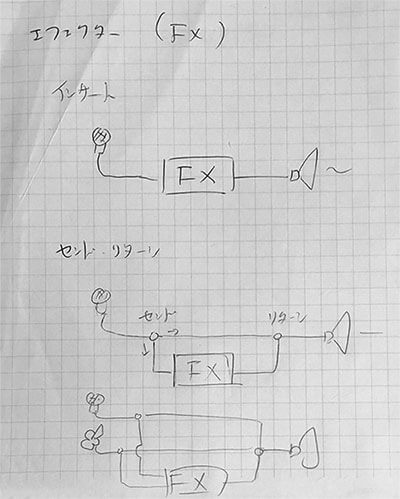 エフェクター (FX)
インサート
FX
センド・リターン
センド リターン
FX
FX